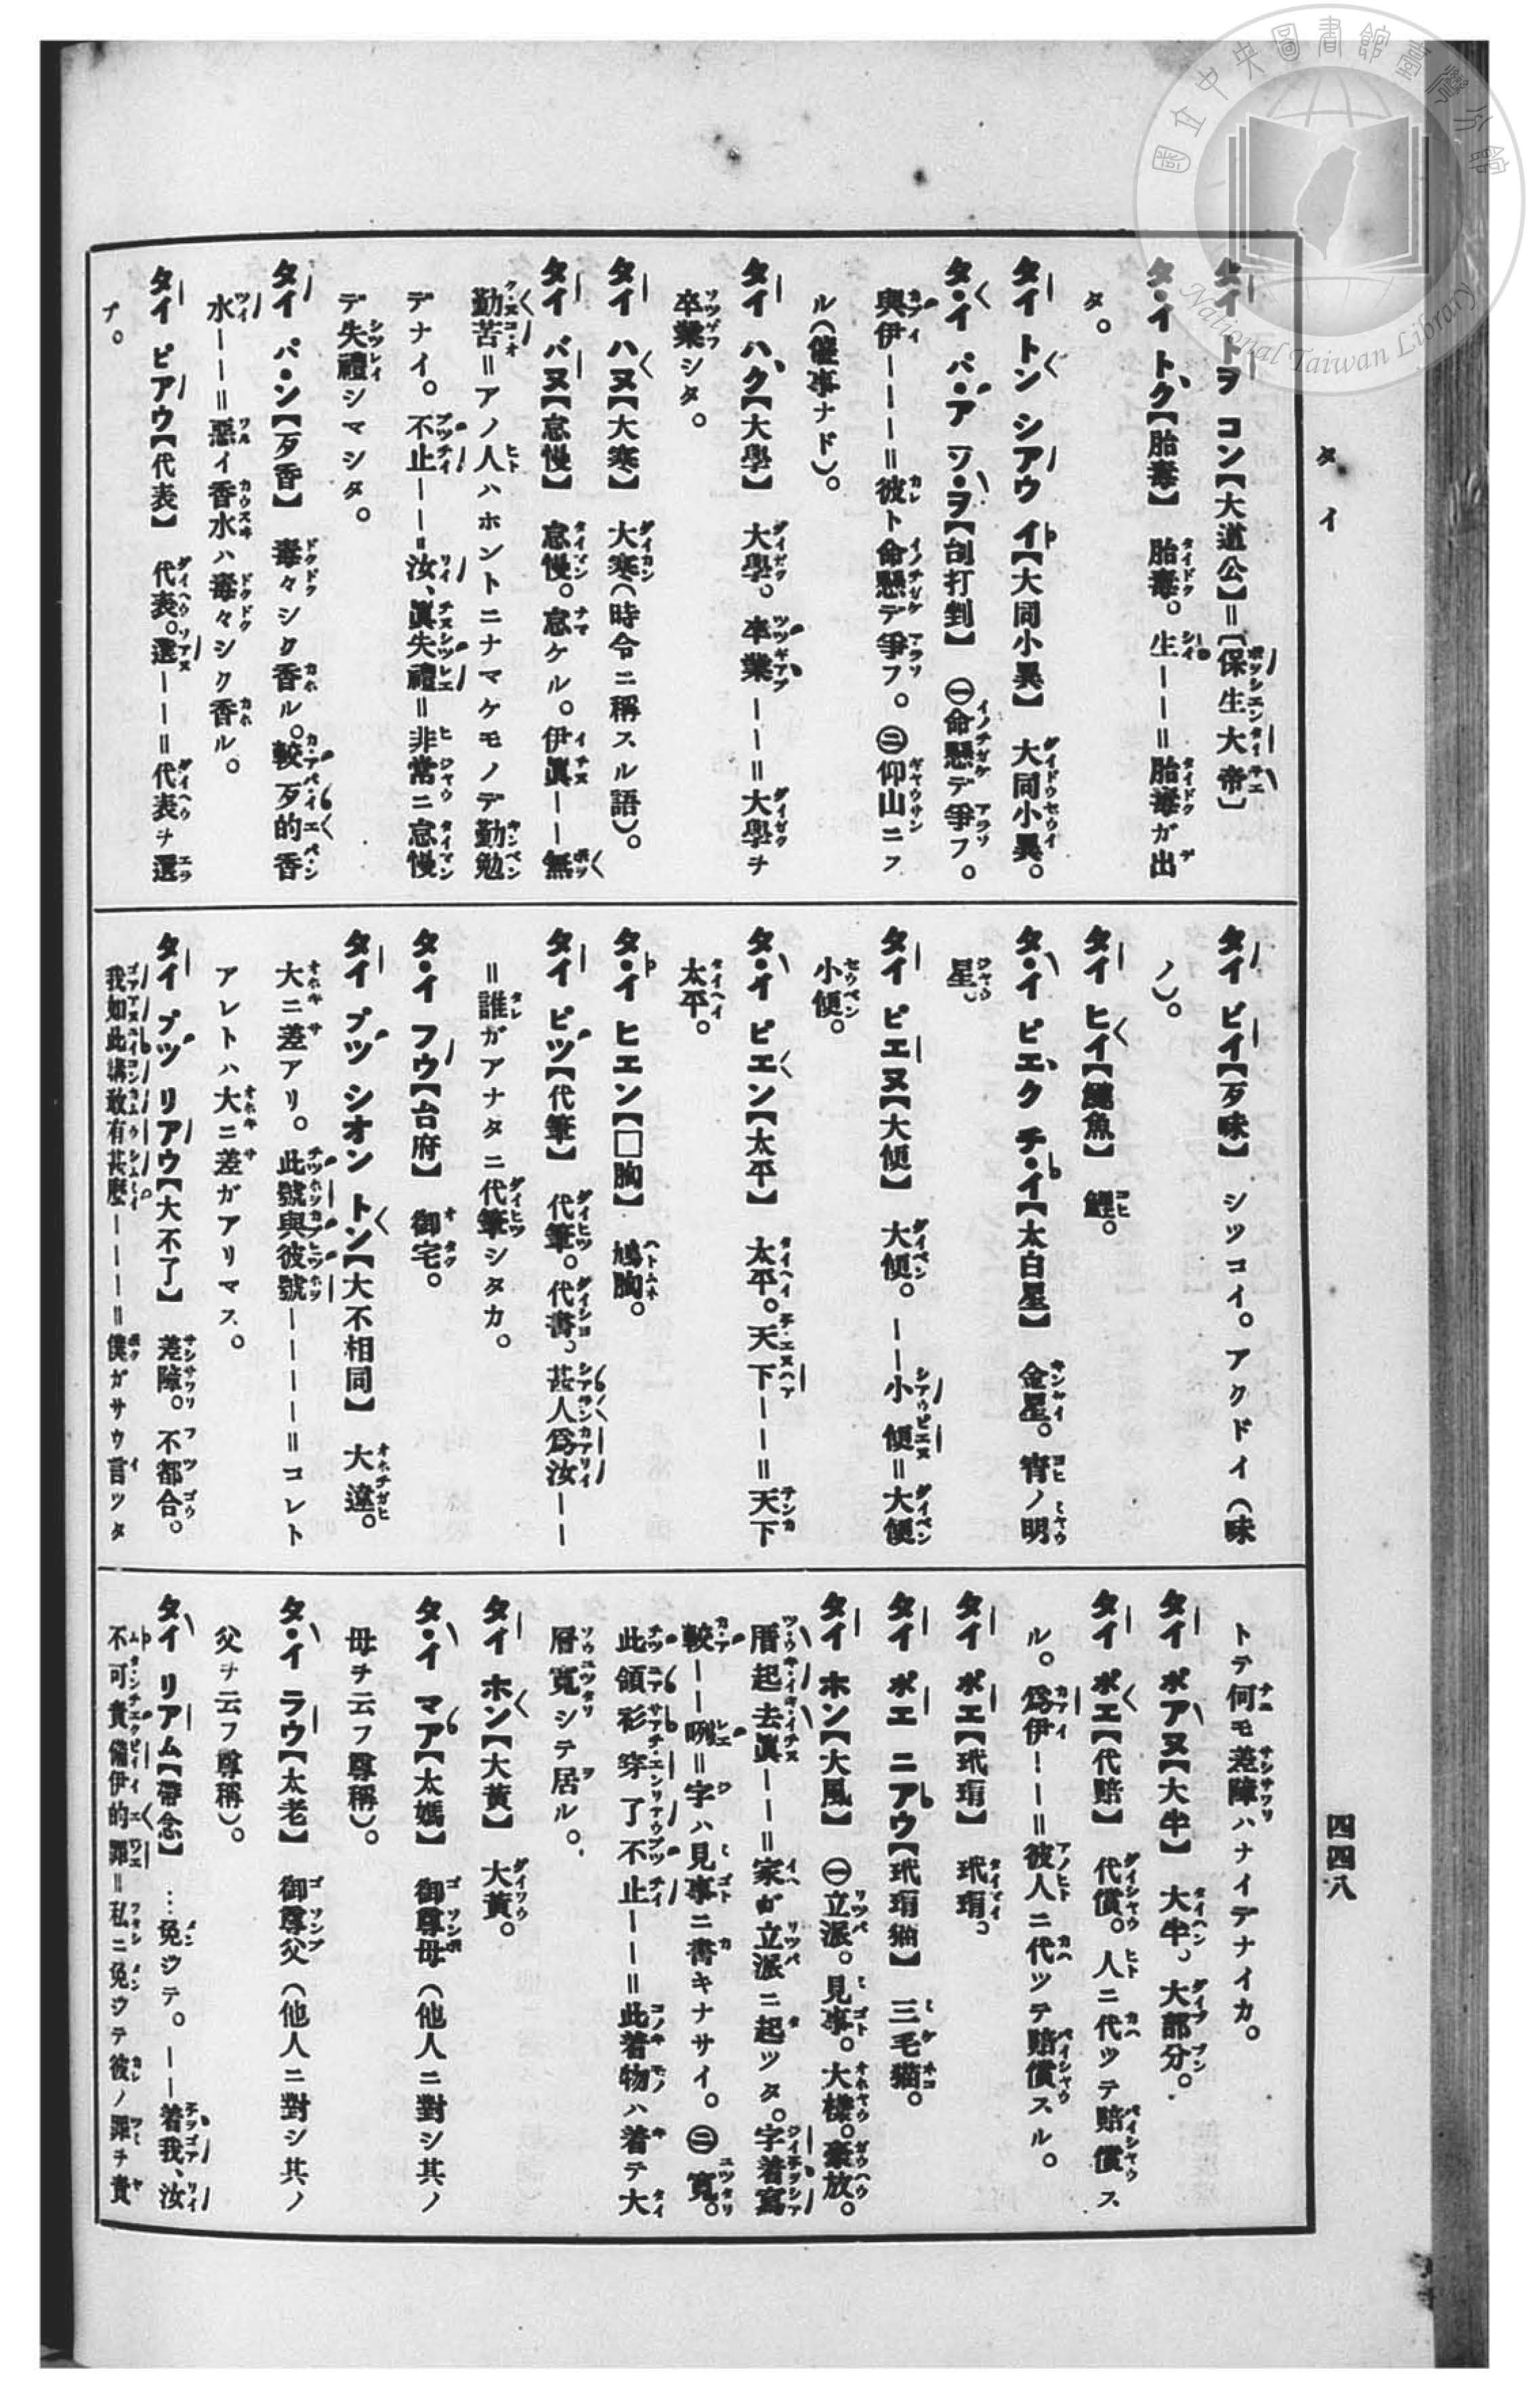 タイ
四四八
タイ トヲ コン【大道公】=〔保生大帝〕
タ・イ トク【胎毒】 胎毒。生ーー=胎毒ガ出
タ。
タイ トン シアウ イ【大同小異】 大同小異。
タ・イ パ・ア ツ・ヲ【刣打剉】 ㊀命懸デ爭フ。
與伊ーーー=彼ト命懸デ爭フ。㊁仰山ニフ
ル(催事ナド)。
タイ ハク【大學】 大學。卒業ーー=大學ヲ
卒業シタ。
タイ ハヌ【大寒】 大寒(時令ニ稱スル語)。
タイ バヌ【怠慢】 怠慢。怠ケル。伊眞ーー無
勤苦=アノ人ハホントニナマケモノデ勤勉
デナイ。不止ーー=汝、眞失禮=非常ニ怠慢
デ失禮シマシタ。
タイ パ・ン【歹香】 毒々シク香ル。較歹的香
水ーー=惡イ香水ハ毒々シク香ル。
タイ ピアウ【代表】 代表。選ーー=代表ヲ選
ブ。
タイ ビイ【歹味】 シツコイ。アクドイ(味
ノ)。
タイ ヒイ【鯉魚】 鯉。
タ・イ ピエク チ・イ【太白星】 金星。宵ノ明
星。
タイ ピエヌ【大便】 大便。ーー小便=大便
小便。
タ・イ ピエン【太平】 太平。天下ーー=天下
太平。
タ・イ ヒエン【□胸】 鳩胸。
タイ ピツ【代筆】 代筆。代書。甚人爲汝ーー
=誰ガアナタニ代筆シタカ。
タ・イ フウ【台府】 御宅。
タイ プツ シオン トン【大不相同】 大違。
大ニ差アリ。此號與彼號ーーーー=コレト
アレトハ大ニ差ガアリマス。
タイ プツ リアウ【大不了】 差障。不都合。
我如此講敢有甚麼ーーー=僕ガサウ言ツタ
トテ何モ差障ハナイデナイカ。
タイ ポアヌ【大半】 大半。大部分。
タイ ポエ【代賠】 代償。人ニ代ツテ賠償ス
ル。爲伊ーー=彼人ニ代ツテ賠償スル。
タイ ポエ【玳瑁】 玳瑁。
タイ ポエ ニアウ【玳瑁猫】 三毛猫。
タイ ホン【大風】 ㊀立派。見事。大樣。豪放。
厝起去眞ーー=家ガ立派ニ起ツタ。字着寫
較ーー咧=字ハ見事ニ書キナサイ。㊁寬。
此領衫穿了不止ーー=此着物ハ着テ大
層寬シテ居ル。
タイ ホン【大黃】 大黃。
タ・イ マア【太媽】 御尊母(他人ニ對シ其ノ
母ヲ云フ尊稱)。
タ・イ ラウ【太老】 御尊父(他人ニ對シ其ノ
父ヲ云フ尊稱)。
タイ リアム【帶念】 …免ジテ。ーー着我、汝
不可責備伊的罪=私ニ免ジテ彼ノ罪ヲ責